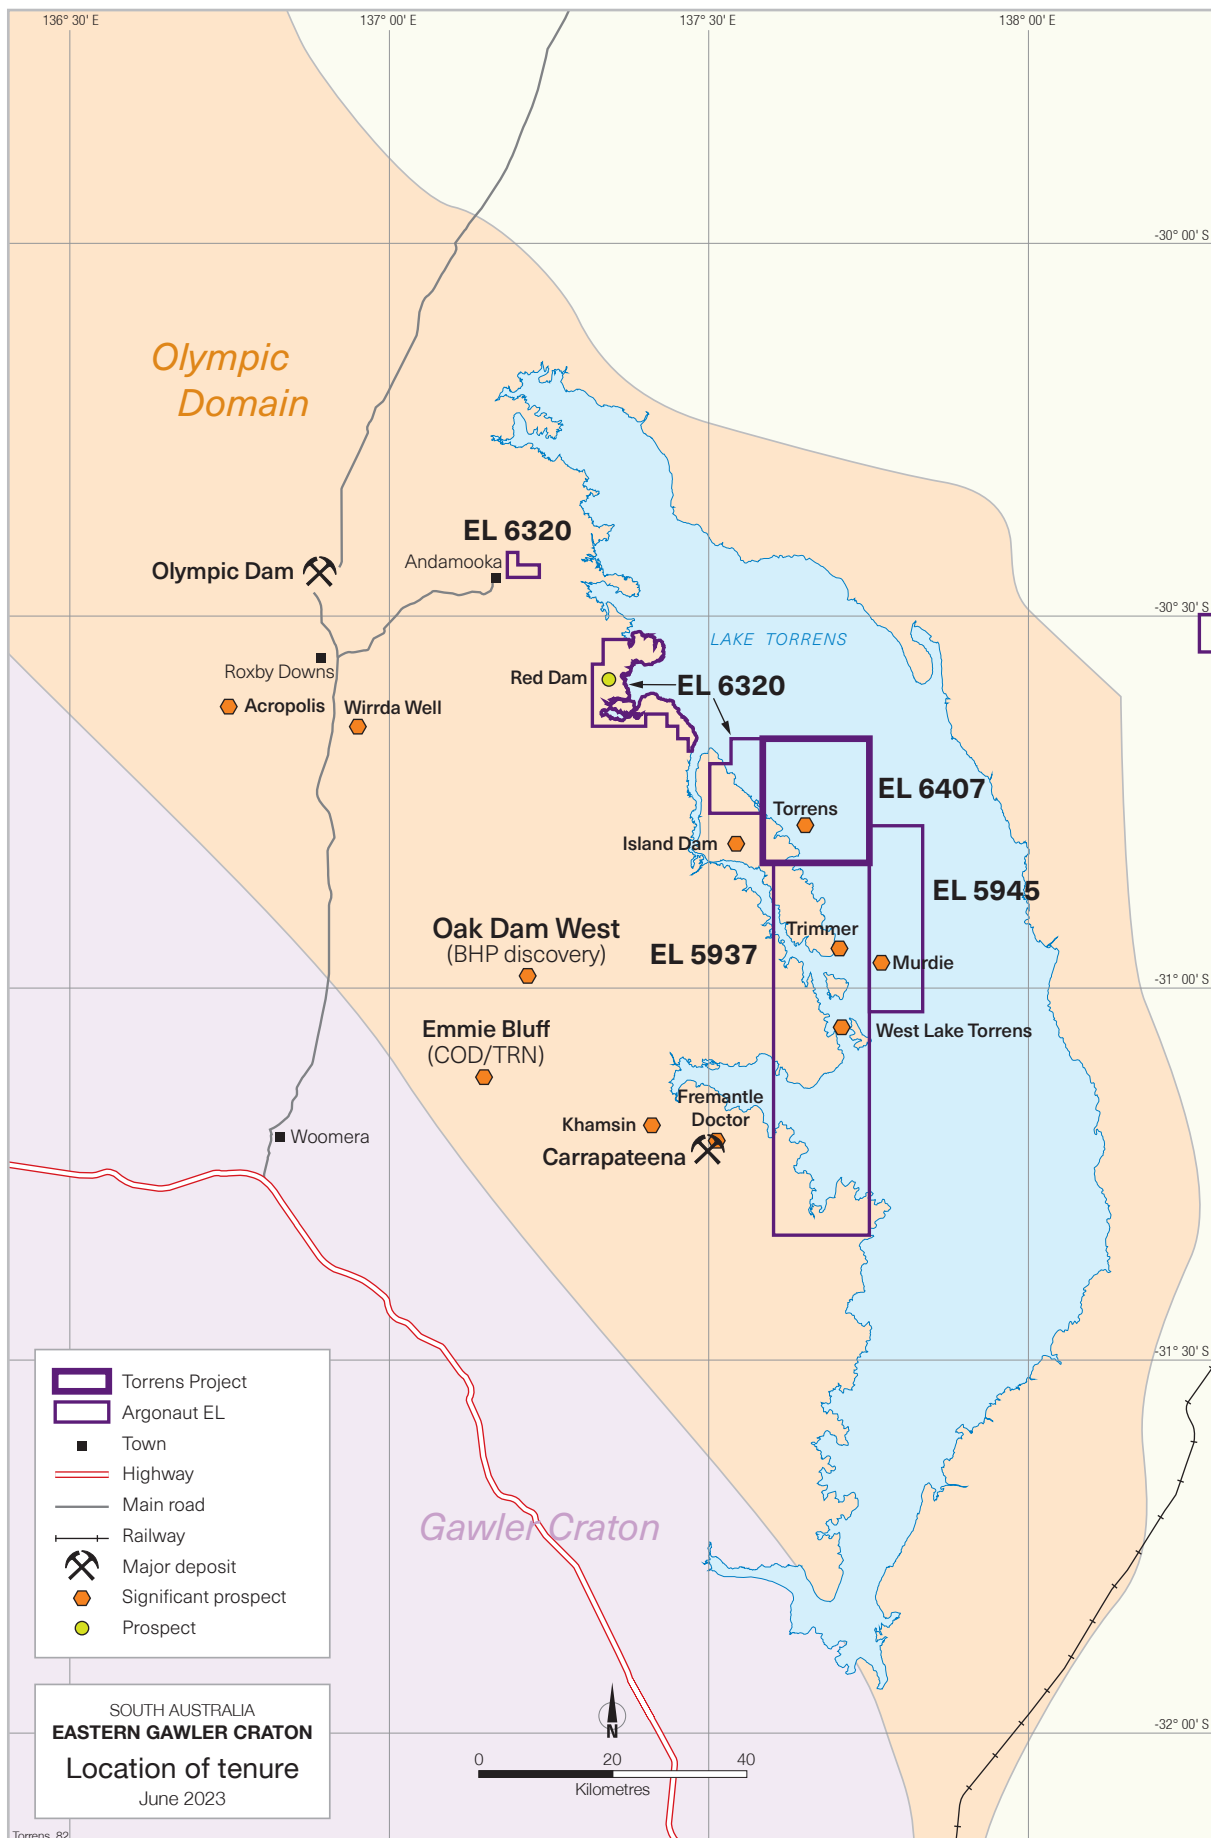 136° 30' E
137° 00' E
137° 30' E
138° 00' E
-30° 00' S
Olympic
Domain
EL 6320
Andamooka
Olympic Dam
-30° 30' S
LAKE TORRENS
Roxby Downs
Red Dam
EL 6320
Acropolis
Wirrda Well
EL 6407
Torrens
Island Dam
EL 5945
Oak Dam West
(BHP discovery)
EL 5937
Trimmer
Murdie
-31° 00' S
Emmie Bluff
(COD/TRN)
West Lake Torrens
Fremantle
Doctor
Khamsin
Woomera
Carrapateena
-31° 30' S
Torrens Project
Argonaut EL
Town
Highway
Main road
Railway
Major deposit
Significant prospect
Prospect
Gawler Craton
SOUTH AUSTRALIA
EASTERN GAWLER CRATON
Location of tenure
June 2023
N
0 20 40
Kilometres
-32° 00' S
Torrens_82